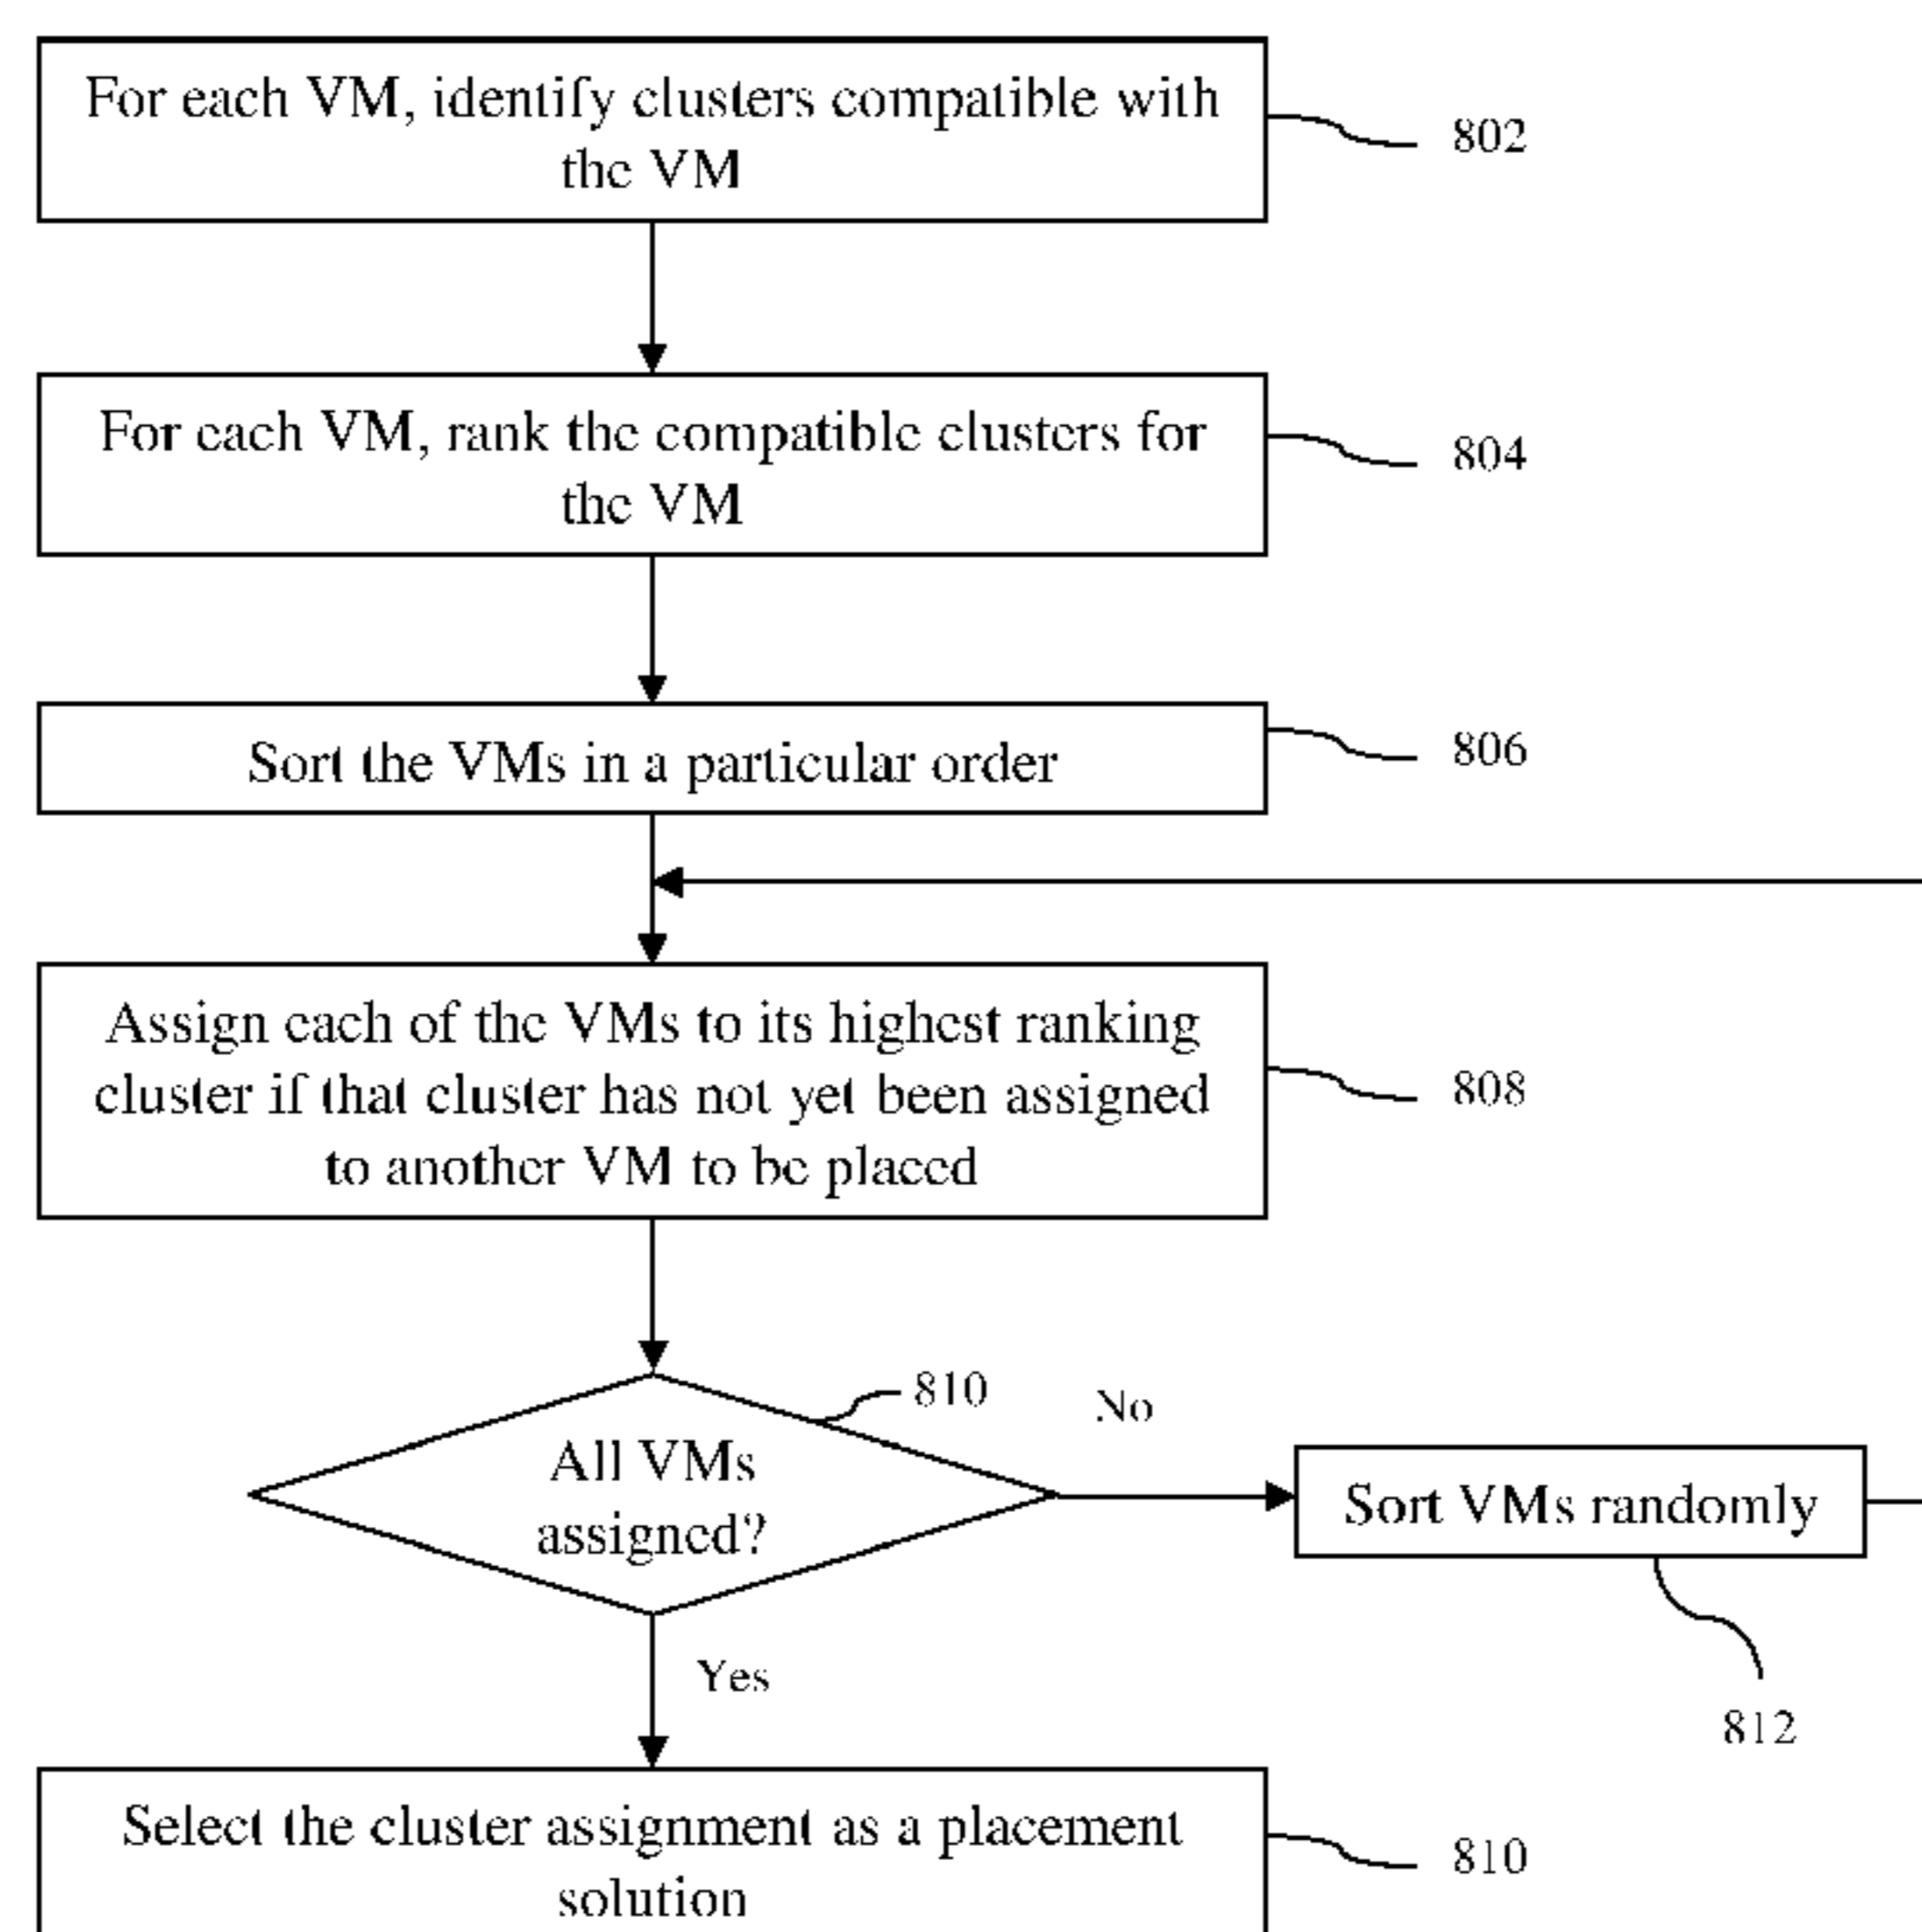 For each VM, identify clusters compatible with
the VM
802
For each VM, rank the compatible clusters for
the VM
804
Sort the VMs in a particular order
806
Assign each of the VMs to its highest ranking
cluster if that cluster has not yet been assigned
to another VM to be placed
808
810
No
All VMs
assigned?
Sort VMs randomly
Yes
812
Select the cluster assignment as a placement
solution
810